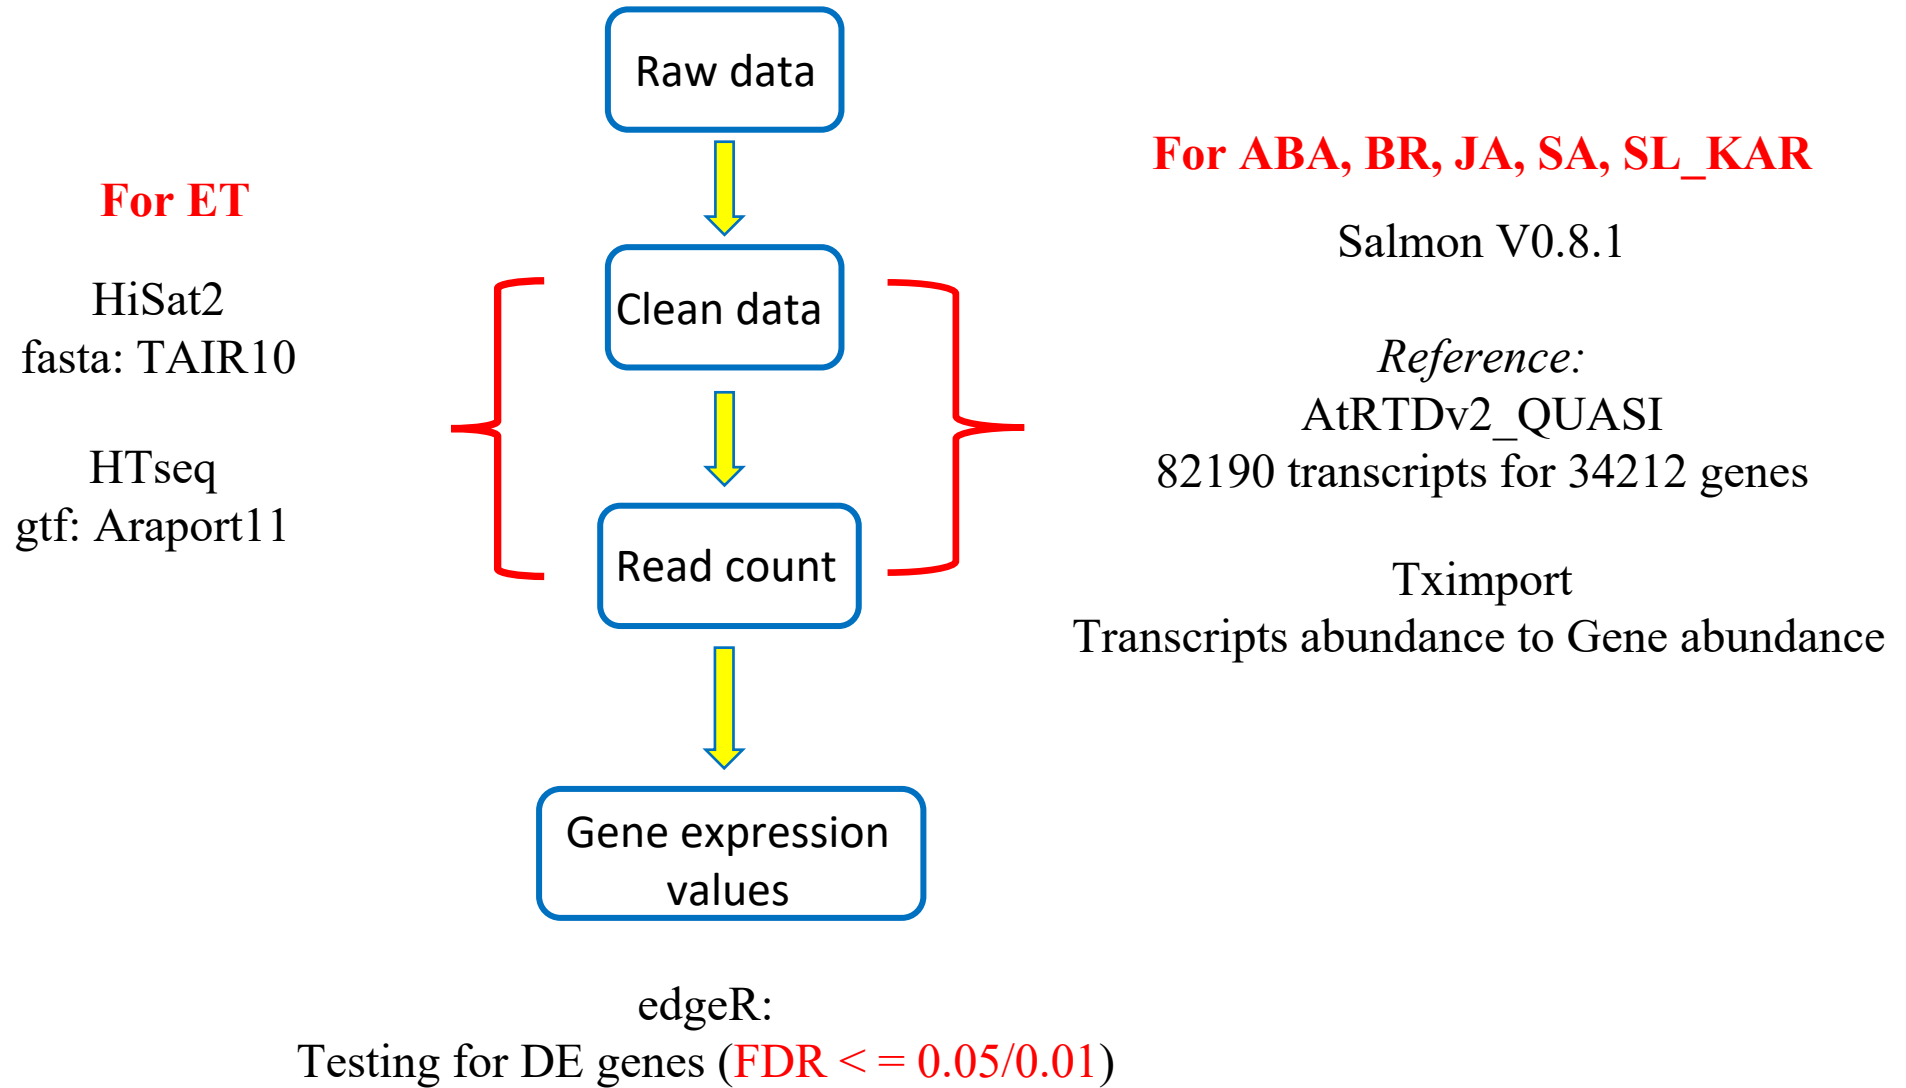 Raw data
For ET
HiSat2
fasta: TAIR10
HTseq
gtf: Araport11
Clean data
Read count
For ABA, BR, JA, SA, SL_KAR
Salmon V0.8.1
Reference:
AtRTDv2_QUASI
82190 transcripts for 34212 genes
Tximport
Transcripts abundance to Gene abundance
Gene expression
values
edgeR:
Testing for DE genes (FDR < = 0.05/0.01)